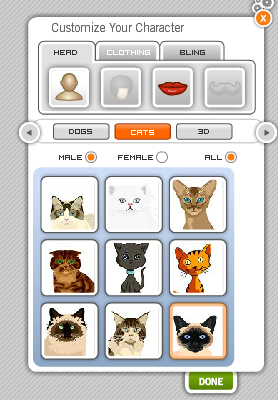 X
Customize Your Character
HEAD CLOTHING BLING
DOGS CATS 3D
MALE FEMALE ALL
DONE